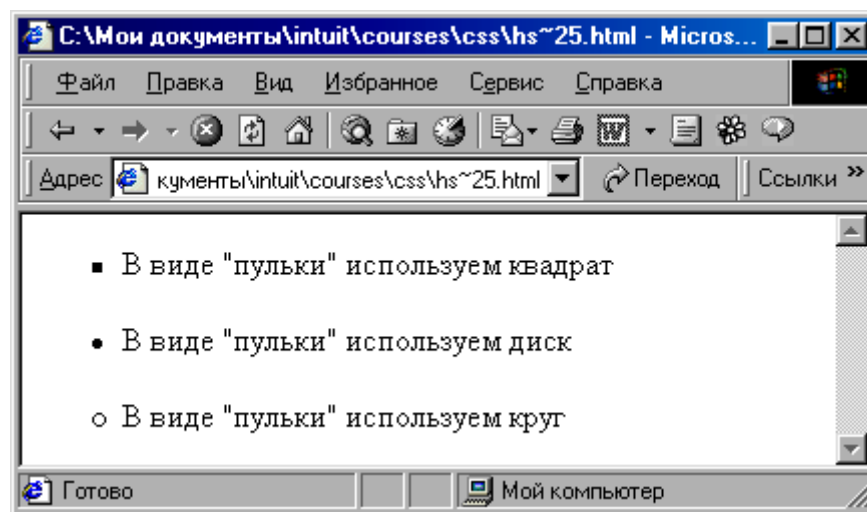 C:\Мои документы\intuit\courses\css\hs~25.html - Micros...
Файл Правка Вид Избранное Сервис Справка
Адрес кументы\intuit\courses\css\hs~25.html Переход Ссылки »
В виде "пульки" используем квадрат
В виде "пульки" используем диск
В виде "пульки" используем круг
Готово Мой компьютер